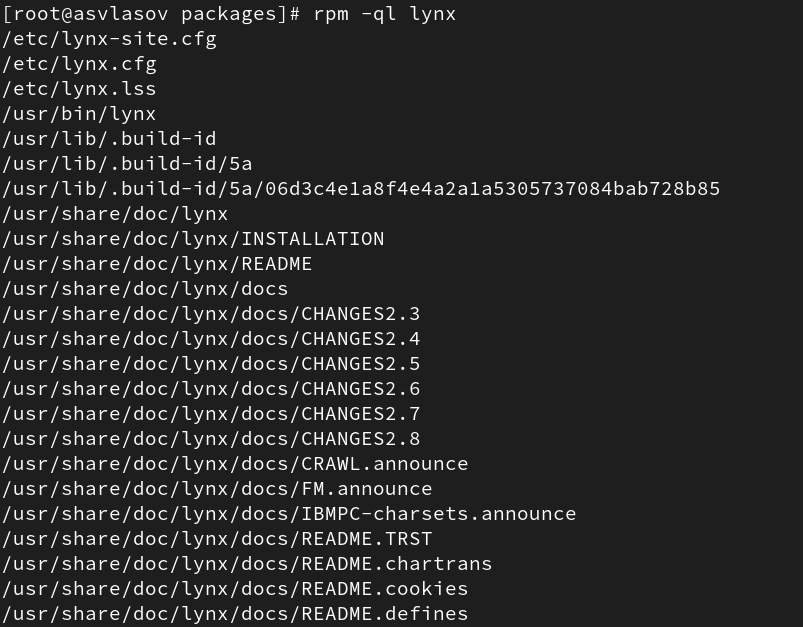 [root@asvlasov packages]# rpm -ql lynx
/etc/lynx-site.cfg
/etc/lynx.cfg
/etc/lynx.lss
/usr/bin/lynx
/usr/lib/.build-id
/usr/lib/.build-id/5a
/usr/lib/.build-id/5a/06d3c4e1a8f4e4a2a1a5305737084bab728b85
/usr/share/doc/lynx
/usr/share/doc/lynx/INSTALLATION
/usr/share/doc/lynx/README
/usr/share/doc/lynx/docs
/usr/share/doc/lynx/docs/CHANGES2.3
/usr/share/doc/lynx/docs/CHANGES2.4
/usr/share/doc/lynx/docs/CHANGES2.5
/usr/share/doc/lynx/docs/CHANGES2.6
/usr/share/doc/lynx/docs/CHANGES2.7
/usr/share/doc/lynx/docs/CHANGES2.8
/usr/share/doc/lynx/docs/CRAWL.announce
/usr/share/doc/lynx/docs/FM.announce
/usr/share/doc/lynx/docs/IBMPC-charsets.announce
/usr/share/doc/lynx/docs/README.TRST
/usr/share/doc/lynx/docs/README.chartrans
/usr/share/doc/lynx/docs/README.cookies
/usr/share/doc/lynx/docs/README.defines